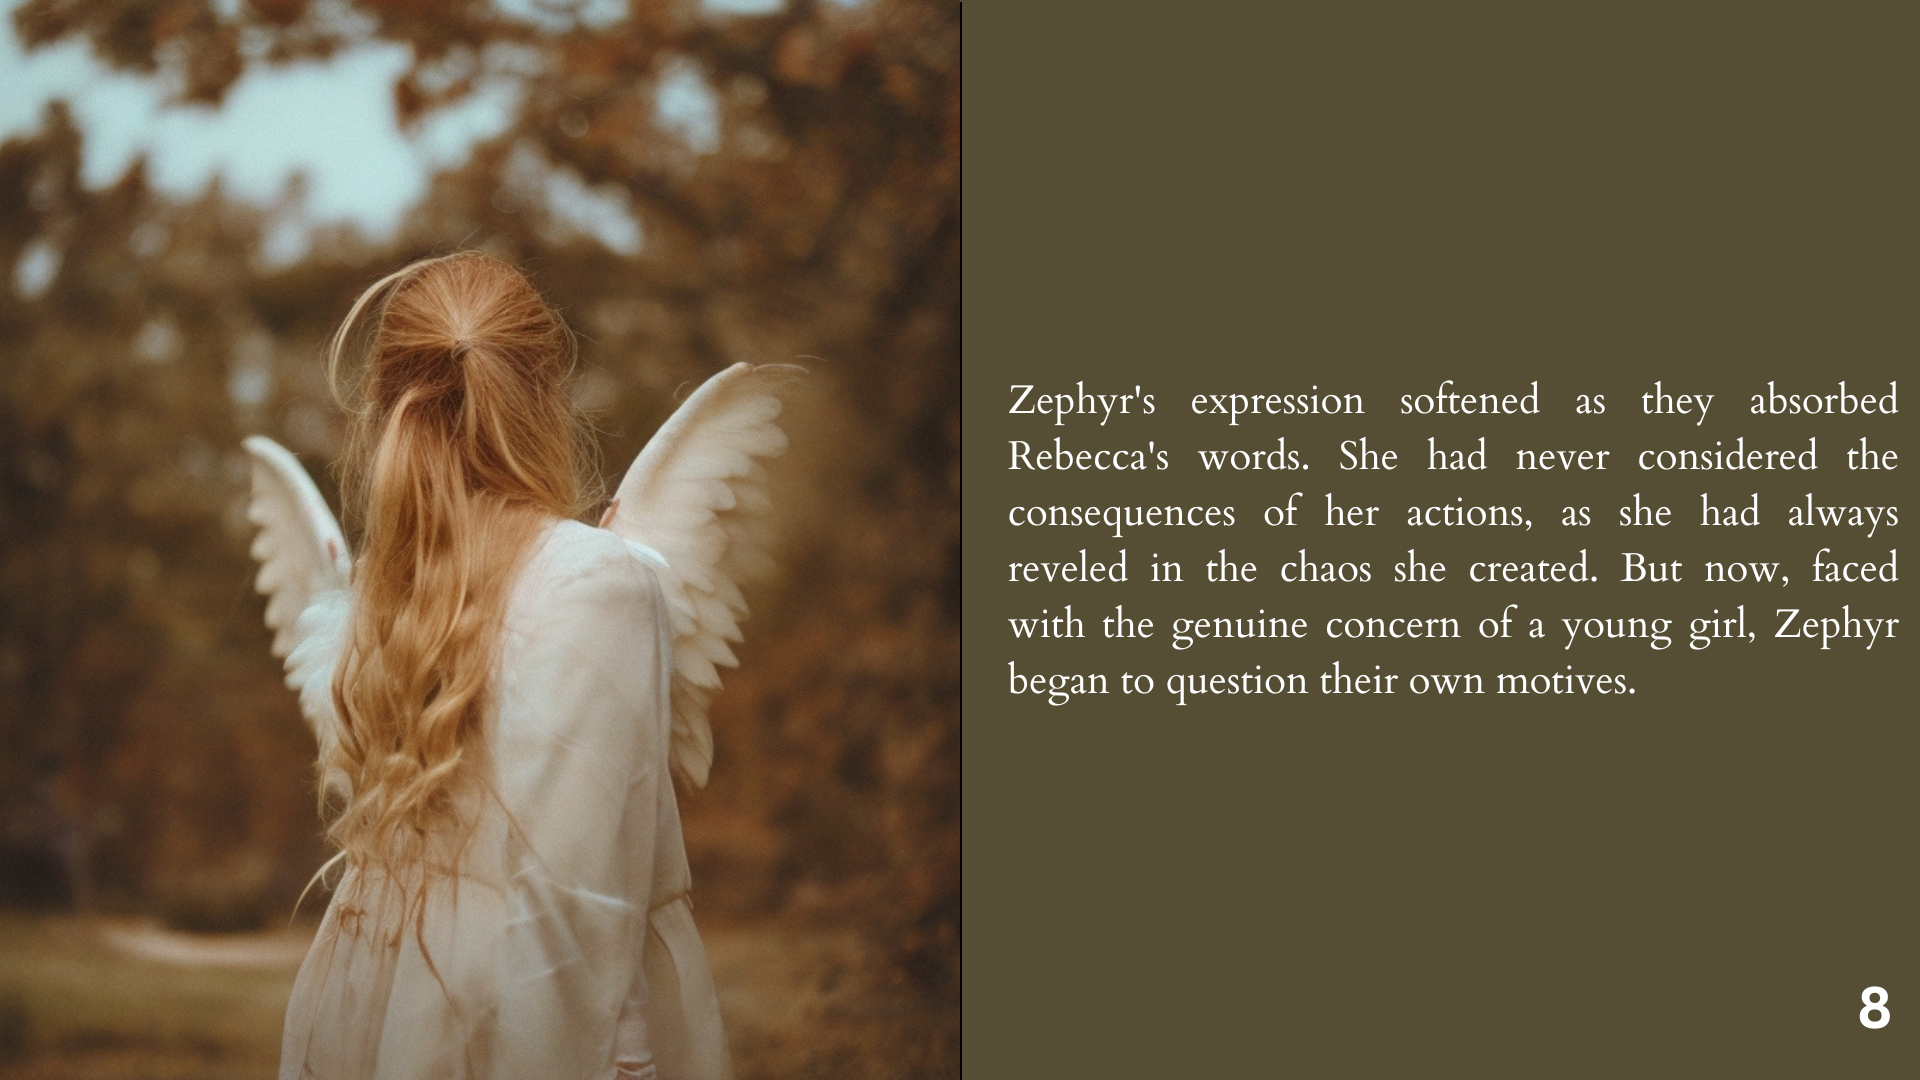 Zephyr's expression softened as they absorbed
Rebecca's words. She had never considered the
consequences of her actions, as she had always
reveled in the chaos she created. But now, faced
with the genuine concern of a young girl, Zephyr
began to question their own motives.
8